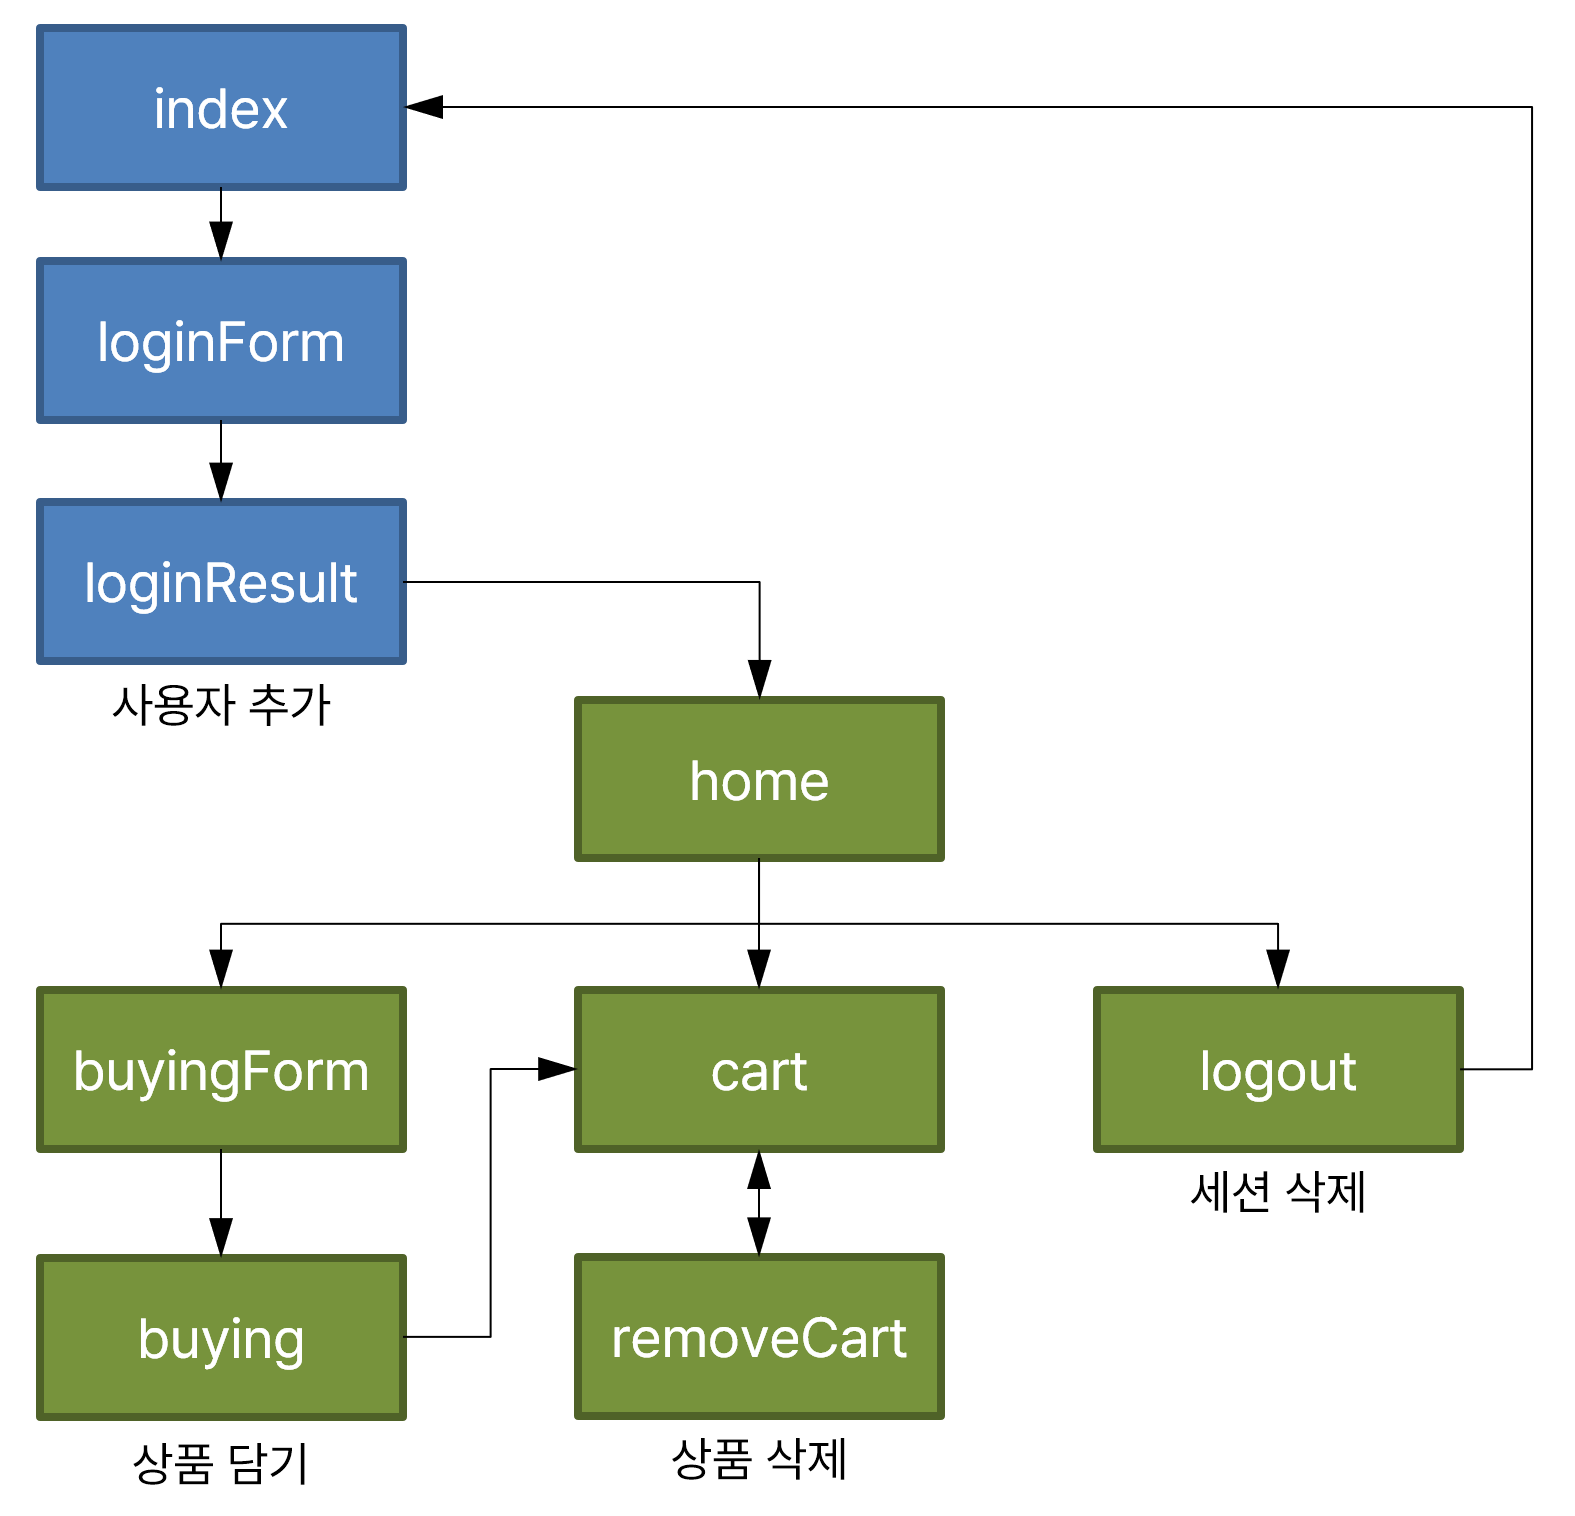 index
loginForm
loginResult
사용자 추가
home
buyingForm
cart
logout
세션 삭제
buying
removeCart
상품 담기
상품 삭제